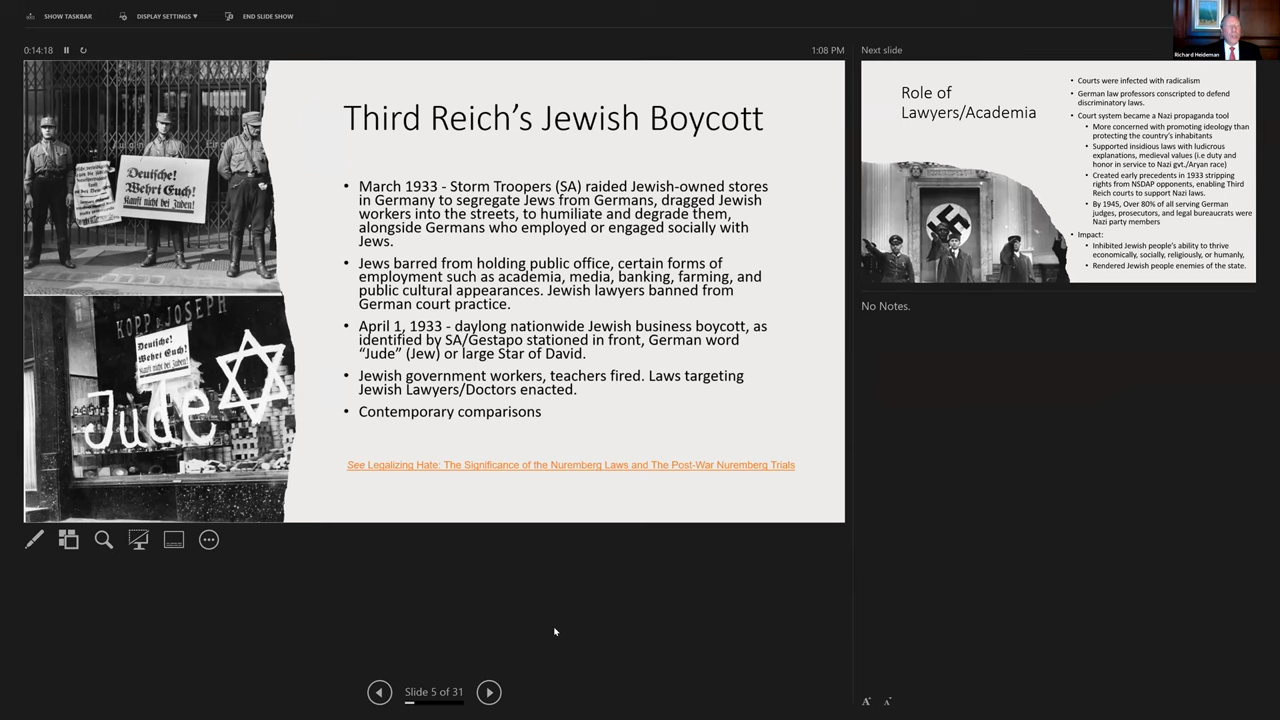 SHOW TASKBAR
DISPLAY SETTINGS ▼
END SLIDE SHOW
0:14:18
1:08 PM
Next slide
Richard Heideman
Deutsche!
Wehrt Euch!
Kauft nicht bei Juden!
KOPP & JOSEPH
Deutsche!
Wehrt Euch!
Kauft nicht bei Juden!
Jude
Third Reich’s Jewish Boycott
• March 1933 - Storm Troopers (SA) raided Jewish-owned stores
in Germany to segregate Jews from Germans, dragged Jewish
workers into the streets, to humiliate and degrade them,
alongside Germans who employed or engaged socially with
Jews.
• Jews barred from holding public office, certain forms of
employment such as academia, media, banking, farming, and
public cultural appearances. Jewish lawyers banned from
German court practice.
• April 1, 1933 - daylong nationwide Jewish business boycott, as
identified by SA/Gestapo stationed in front, German word
“Jude” (Jew) or large Star of David.
• Jewish government workers, teachers fired. Laws targeting
Jewish Lawyers/Doctors enacted.
• Contemporary comparisons
See Legalizing Hate: The Significance of the Nuremberg Laws and The Post-War Nuremberg Trials
Role of
Lawyers/Academia
• Courts were infected with radicalism
• German law professors conscripted to defend
discriminatory laws.
• Court system became a Nazi propaganda tool
• More concerned with promoting ideology than
protecting the country's inhabitants
• Supported insidious laws with ludicrous
explanations, medieval values (i.e duty and
honor in service to Nazi gvt./Aryan race)
• Created early precedents in 1933 stripping
rights from NSDAP opponents, enabling Third
Reich courts to support Nazi laws.
• By 1945, Over 80% of all serving German
judges, prosecutors, and legal bureaucrats were
Nazi party members
• Impact:
• Inhibited Jewish people's ability to thrive
economically, socially, religiously, or humanly,
• Rendered Jewish people enemies of the state.
No Notes.
Slide 5 of 31
A A